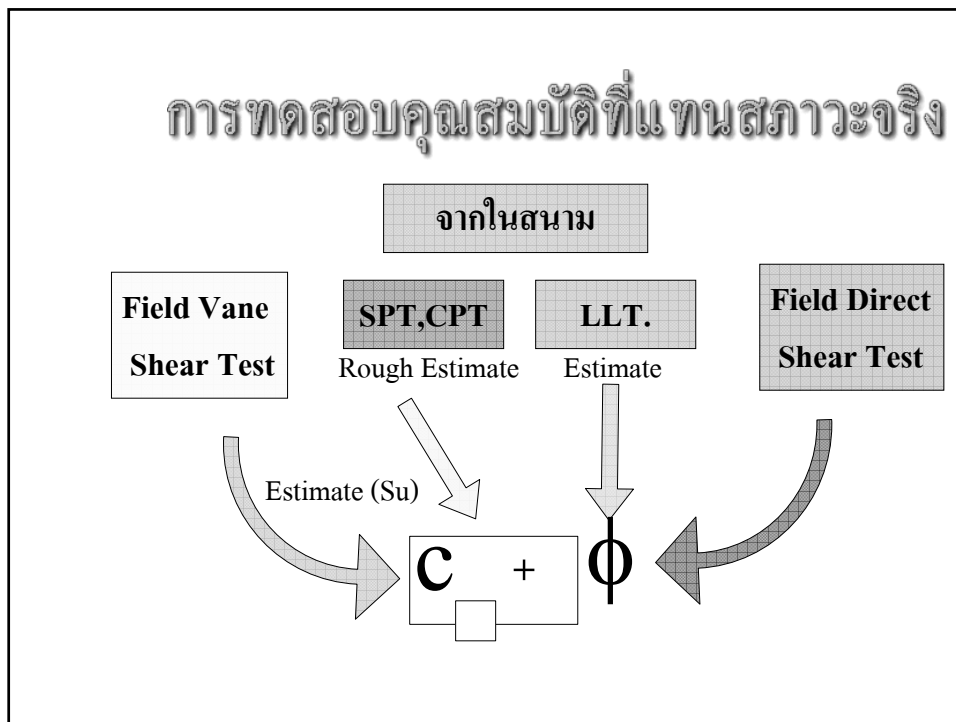 การทดสอบคุณสมบัติที่แทนสภาวะจริง
จากในสนาม
Field Vane
Shear Test
SPT,CPT
Rough Estimate
LLT.
Estimate
Field Direct
Shear Test
Estimate (Su)
c + ϕ